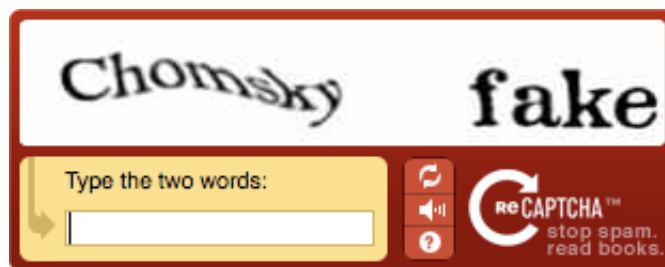 Chomsky fake
Type the two words:
ReCAPTCHA™
stop spam.
read books.